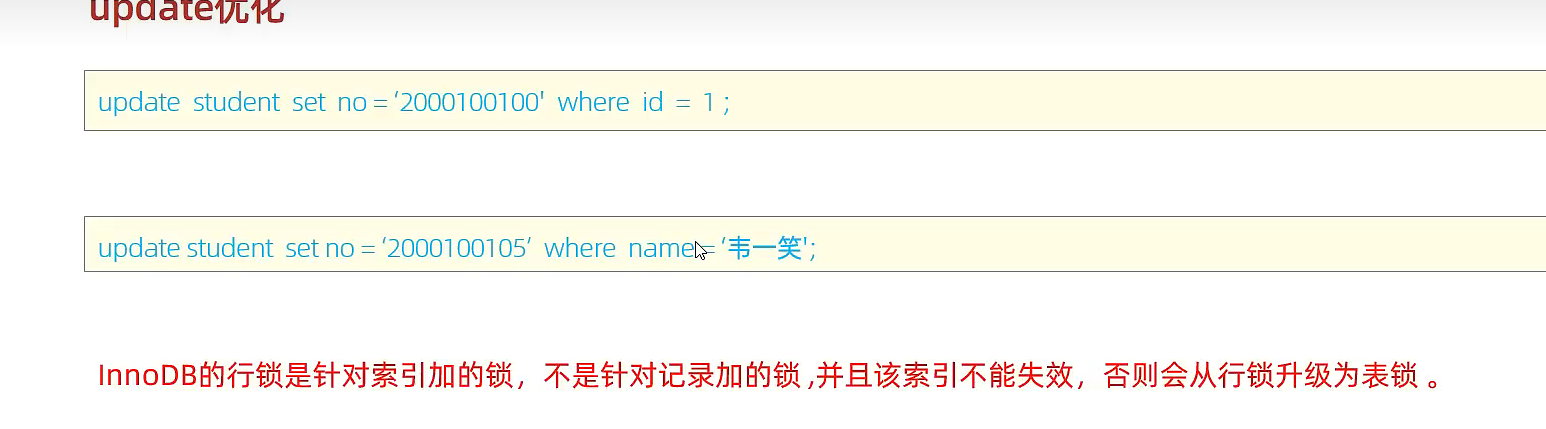 update优化
update student set no = ‘2000100100' where id = 1 ;
update student set no = ‘2000100105’ where name = ‘韦一笑';
InnoDB的行锁是针对索引加的锁，不是针对记录加的锁 ,并且该索引不能失效，否则会从行锁升级为表锁 。